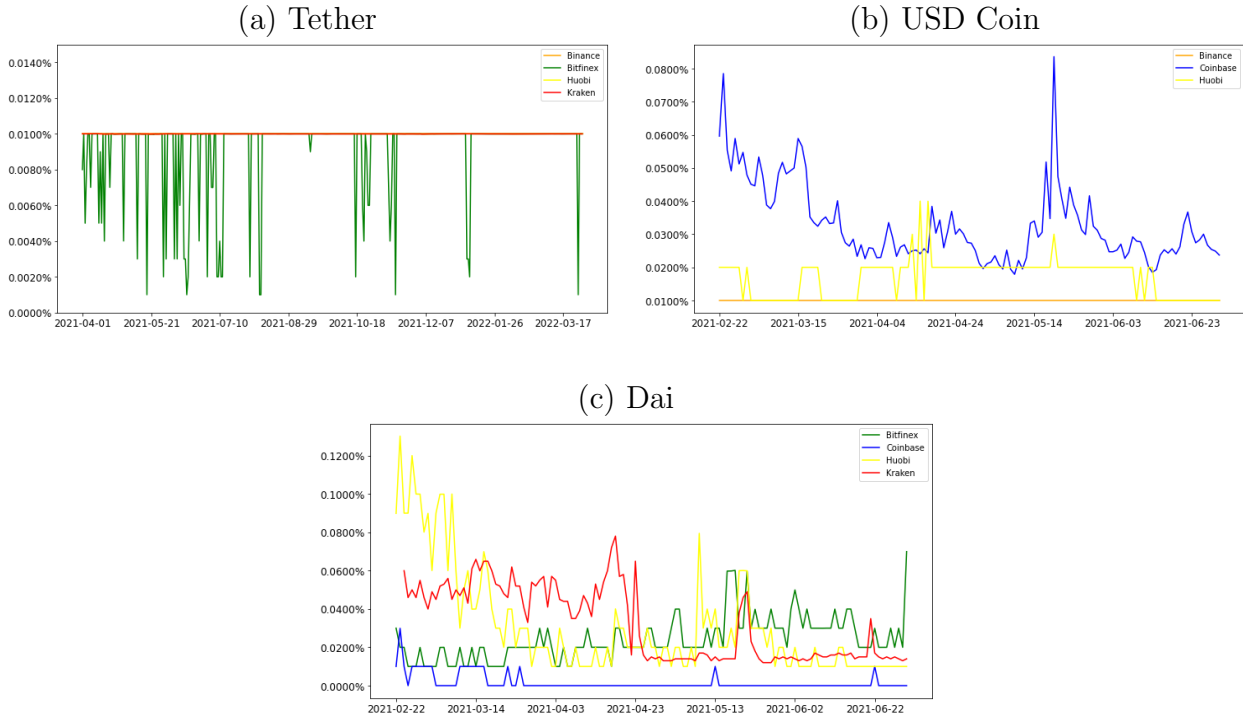 (a) Tether
0.0140%
0.0120%
0.0100%
0.0080%
0.0060%
0.0040%
0.0020%
0.0000%
Binance
Bitfinex
Huobi
Kraken
2021-04-01 2021-05-21 2021-07-10 2021-08-29 2021-10-18 2021-12-07 2022-01-26 2022-03-17
(b) USD Coin
0.0800%
0.0700%
0.0600%
0.0500%
0.0400%
0.0300%
0.0200%
0.0100%
Binance
Coinbase
Huobi
2021-02-22 2021-03-15 2021-04-04 2021-04-24 2021-05-14 2021-06-03 2021-06-23
(c) Dai
0.1200%
0.1000%
0.0800%
0.0600%
0.0400%
0.0200%
0.0000%
Bitfinex
Coinbase
Huobi
Kraken
2021-02-22 2021-03-14 2021-04-03 2021-04-23 2021-05-13 2021-06-02 2021-06-22